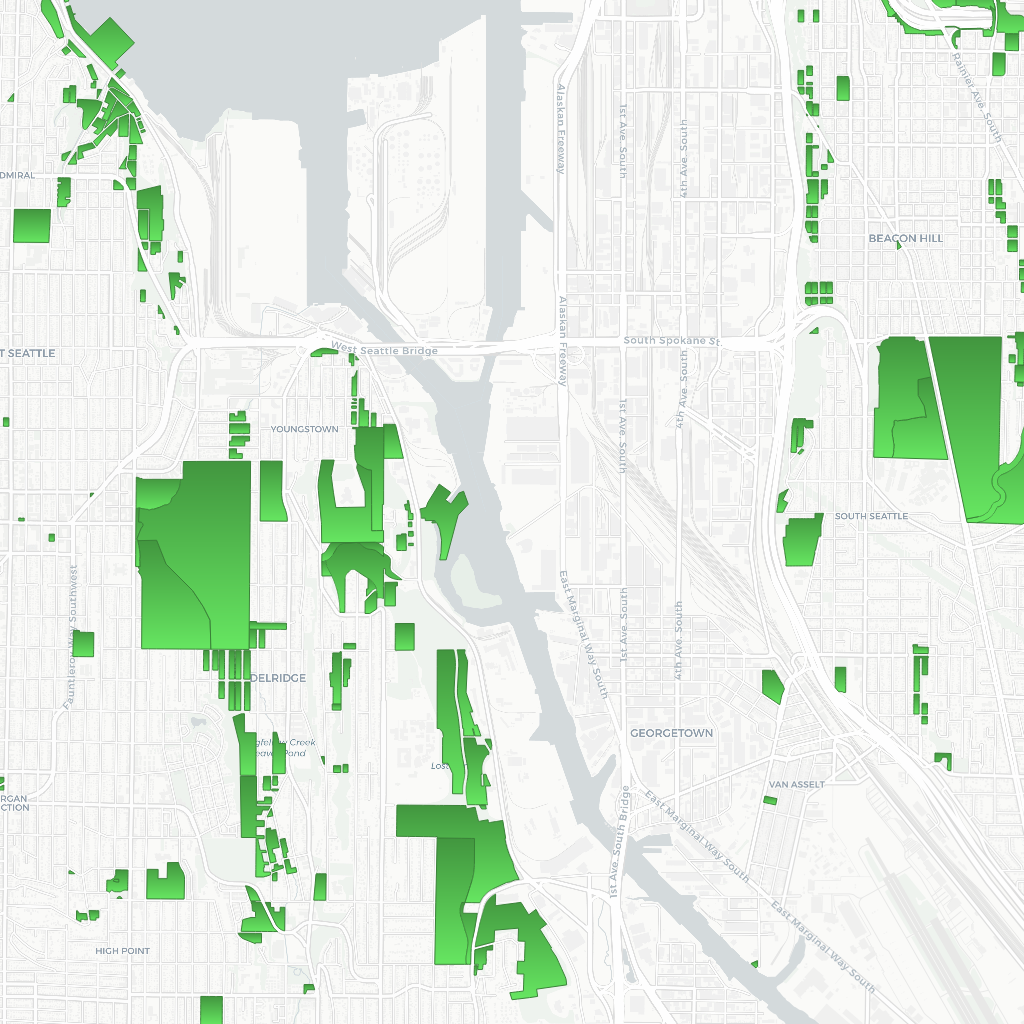 Alaskan Freeway
1st Ave. South
4th Ave. South
Rainier Ave. South
DMIRAL
BEACON HILL
Alaskan Freeway
T SEATTLE
West Seattle Bridge
South Spokane St.
4th Ave. South
1st Ave. South
YOUNGSTOWN
SOUTH SEATTLE
Fauntleroy Way Southwest
East Marginal Way South
1st Ave. South
4th Ave. South
DELRIDGE
GEORGETOWN
Creek
Pond
Lost
VAN ASSELT
RGAN
CTION
1st Ave. South Bridge
East Marginal Way South
East Marginal Way South
HIGH POINT